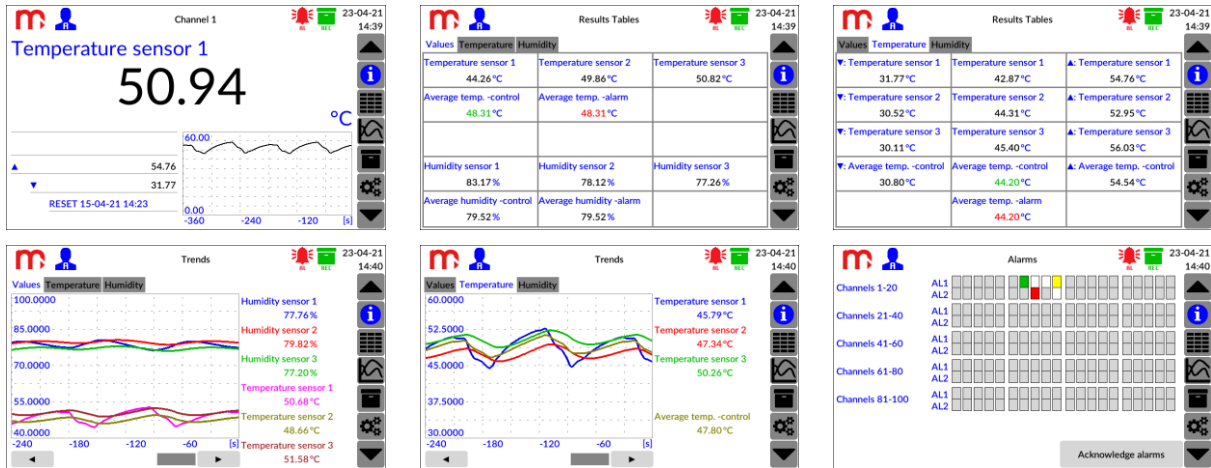 Channel 1
AL
REC
23-04-21
14:39
Temperature sensor 1
50.94
°C
▲ 54.76
▼ 31.77
RESET 15-04-21 14:23
60.00
0.00
-360 -240 -120 [s]
Results Tables
AL
REC
23-04-21
14:39
Values Temperature Humidity
Temperature sensor 1 Temperature sensor 2 Temperature sensor 3
44.26°C 49.86°C 50.82°C
Average temp. -control Average temp. -alarm
48.31°C 48.31°C
Humidity sensor 1 Humidity sensor 2 Humidity sensor 3
83.17% 78.12% 77.26%
Average humidity -control Average humidity -alarm
79.52% 79.52%
Results Tables
AL
REC
23-04-21
14:39
Values Temperature Humidity
▼: Temperature sensor 1 Temperature sensor 1 ▲: Temperature sensor 1
31.77°C 42.87°C 54.76°C
▼: Temperature sensor 2 Temperature sensor 2 ▲: Temperature sensor 2
30.52°C 44.31°C 52.95°C
▼: Temperature sensor 3 Temperature sensor 3 ▲: Temperature sensor 3
30.11°C 45.40°C 56.03°C
▼: Average temp. -control Average temp. -control ▲: Average temp. -control
30.80°C 44.20°C 54.54°C
Average temp. -alarm
44.20°C
Trends
AL
REC
23-04-21
14:40
Values Temperature Humidity
100.0000
85.0000
70.0000
55.0000
40.0000
-240 -180 -120 -60 [s]
Humidity sensor 1
77.76%
Humidity sensor 2
79.82%
Humidity sensor 3
77.20%
Temperature sensor 1
50.68°C
Temperature sensor 2
48.66°C
Temperature sensor 3
51.58°C
Trends
AL
REC
23-04-21
14:40
Values Temperature Humidity
60.0000
52.5000
45.0000
37.5000
30.0000
-240 -180 -120 -60 [s]
Temperature sensor 1
45.79°C
Temperature sensor 2
47.34°C
Temperature sensor 3
50.26°C
Average temp. -control
47.80°C
Alarms
AL
REC
23-04-21
14:40
Channels 1-20 AL1
AL2
Channels 21-40 AL1
AL2
Channels 41-60 AL1
AL2
Channels 61-80 AL1
AL2
Channels 81-100 AL1
AL2
Acknowledge alarms